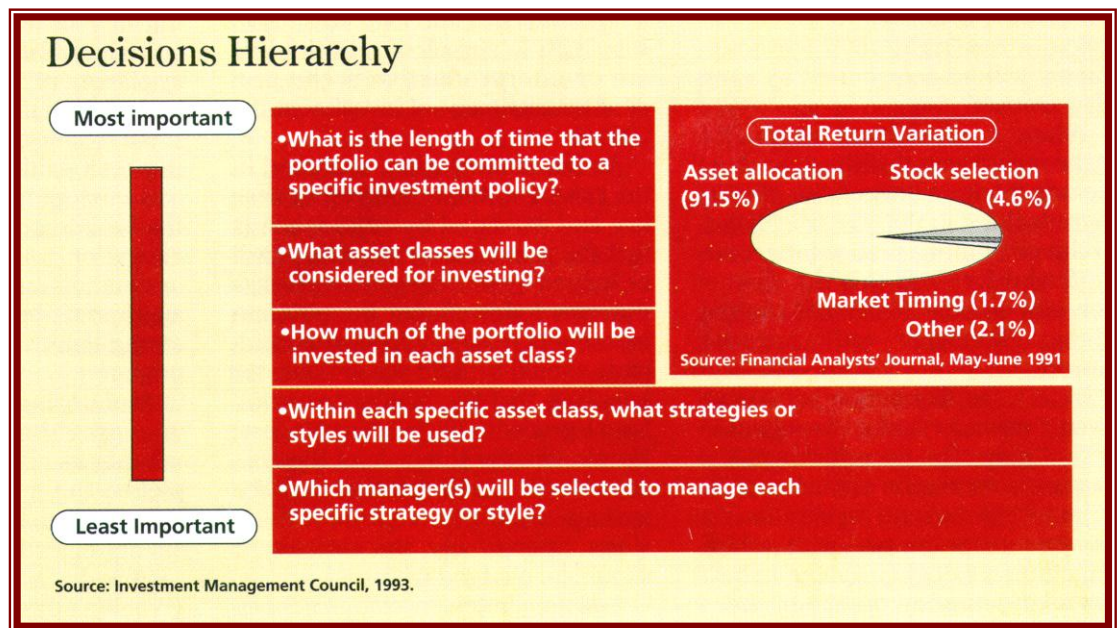 Decisions Hierarchy
Most important
•What is the length of time that the
portfolio can be committed to a
specific investment policy?
•What asset classes will be
considered for investing?
•How much of the portfolio will be
invested in each asset class?
•Within each specific asset class, what strategies or
styles will be used?
•Which manager(s) will be selected to manage each
specific strategy or style?
Least Important
Total Return Variation
Asset allocation
(91.5%)
Stock selection
(4.6%)
Market Timing (1.7%)
Other (2.1%)
Source: Financial Analysts' Journal, May-June 1991
Source: Investment Management Council, 1993.